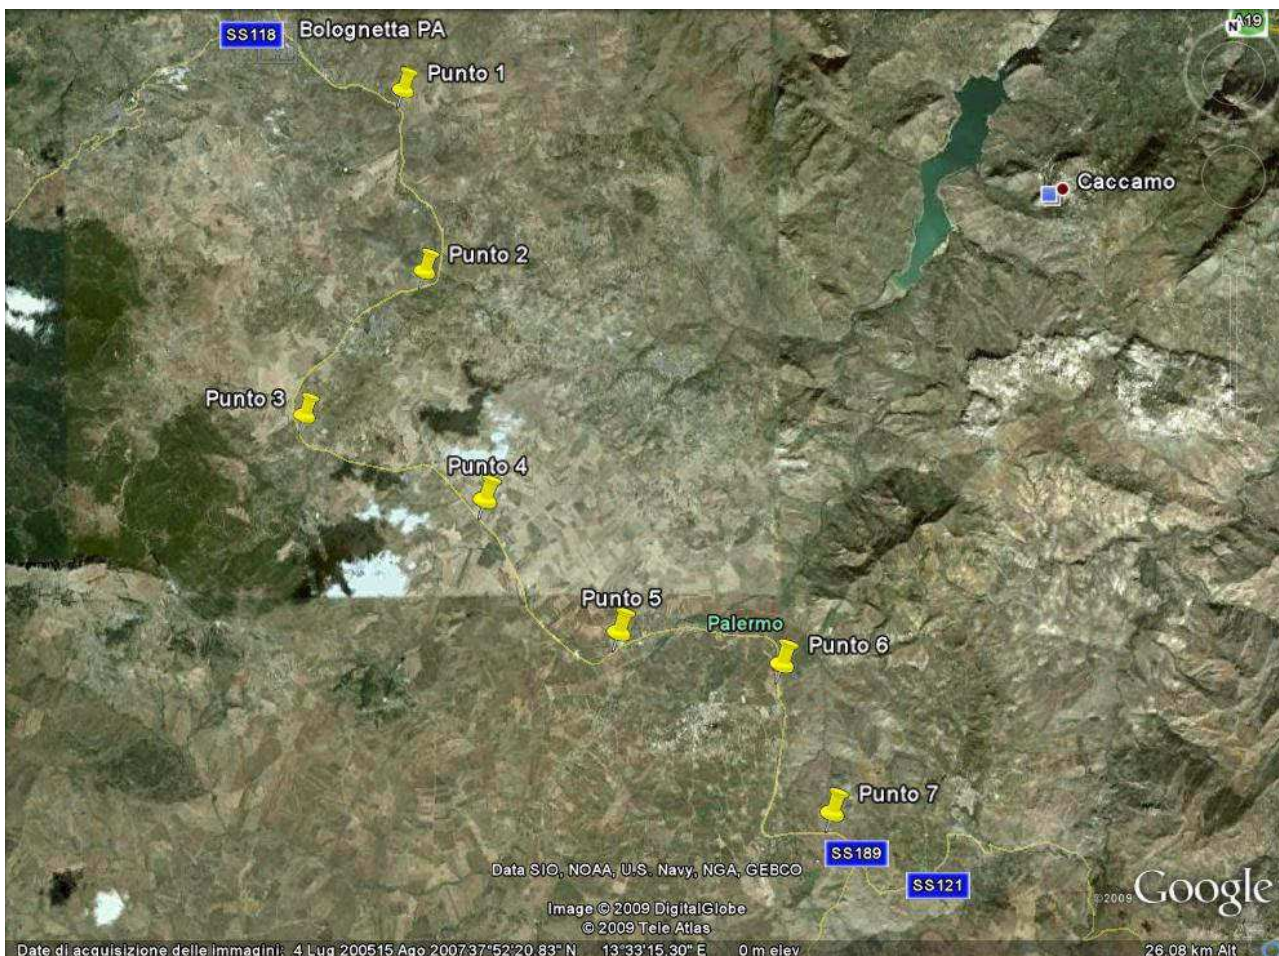 A19
N
SS118
Bolognetta PA
Punto 1
Caccamo
Punto 2
Punto 3
Punto 4
Punto 5
Palermo
Punto 6
Punto 7
SS189
Data SIO, NOAA, U.S. Navy, NGA, GEBCO
SS121
Image © 2009 DigitalGlobe
© 2009 Tele Atlas
©2009 Google
Date di acquisizione delle immagini: 4 Lug 200515 Ago 2007 37°52'20.83" N 13°33'15.30" E 0 m elev 26.08 km Alt